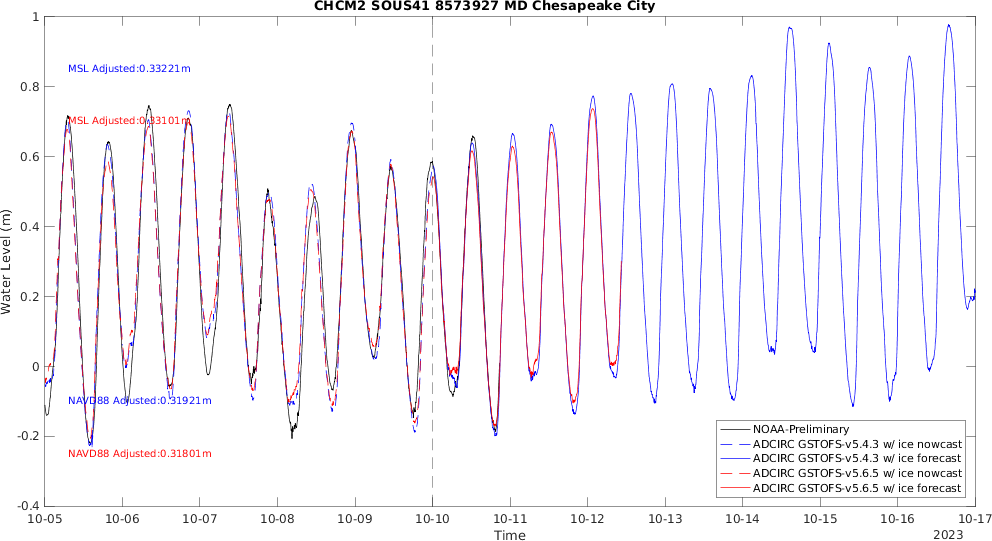 CHCM2 SOUS41 8573927 MD Chesapeake City
1
0.8
0.6
0.4
0.2
0
-0.2
-0.4
Water Level (m)
MSL Adjusted:0.33221m
MSL Adjusted:0.33101m
NAVD88 Adjusted:0.31921m
NAVD88 Adjusted:0.31801m
NOAA-Preliminary
ADCIRC GSTOFS-v5.4.3 w/ ice nowcast
ADCIRC GSTOFS-v5.4.3 w/ ice forecast
ADCIRC GSTOFS-v5.6.5 w/ ice nowcast
ADCIRC GSTOFS-v5.6.5 w/ ice forecast
10-05 10-06 10-07 10-08 10-09 10-10 10-11 10-12 10-13 10-14 10-15 10-16 10-17
Time
2023